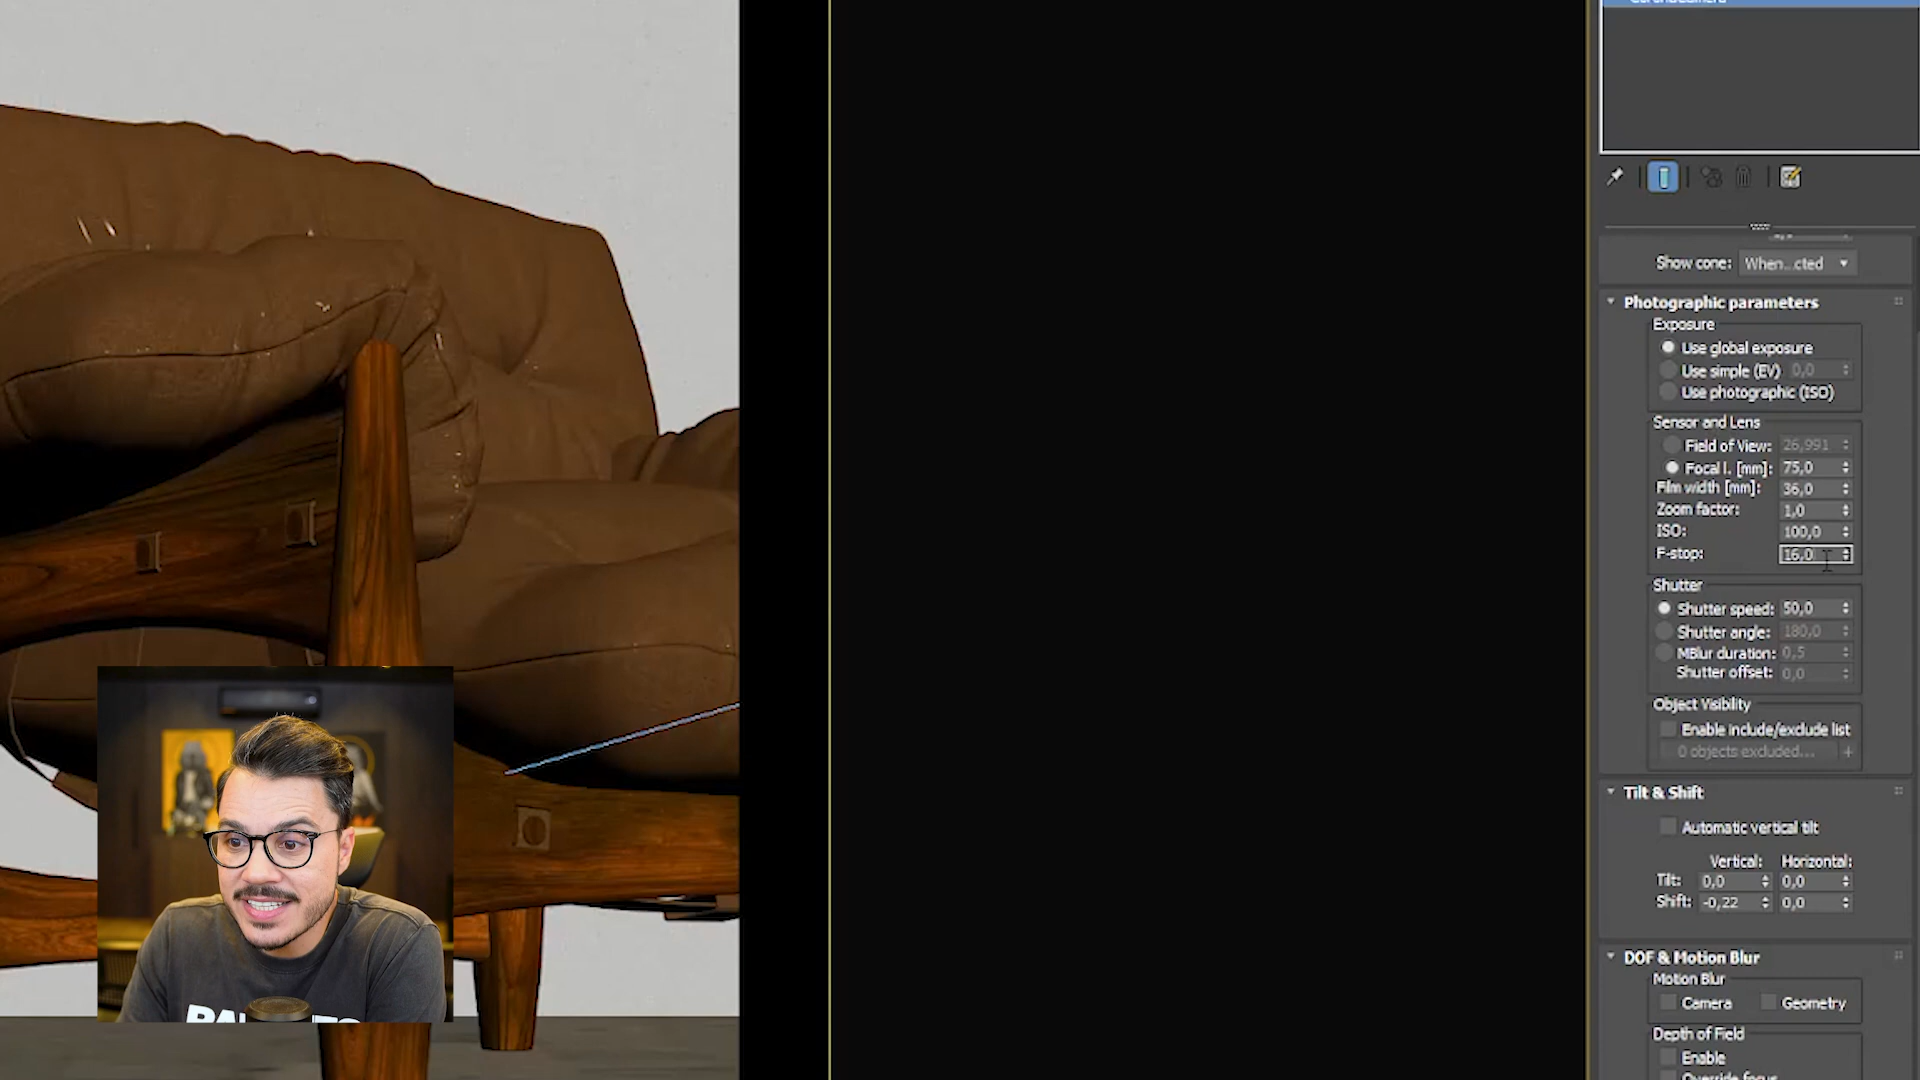 CoronaCamera
Show cone: When...cted
Photographic parameters
Exposure
Use global exposure
Use simple (EV) 0,0
Use photographic (ISO)
Sensor and Lens
Field of View: 26,991
Focal l. [mm]: 75,0
Film width [mm]: 36,0
Zoom factor: 1,0
ISO: 100,0
F-stop: 16,0
Shutter
Shutter speed: 50,0
Shutter angle: 180,0
MBlur duration: 0,5
Shutter offset: 0,0
Object Visibility
Enable include/exclude list
0 objects excluded... +
Tilt & Shift
Automatic vertical tilt
Vertical: Horizontal:
Tilt: 0,0 0,0
Shift: -0,22 0,0
DOF & Motion Blur
Motion Blur
Camera Geometry
Depth of Field
Enable
Override focus